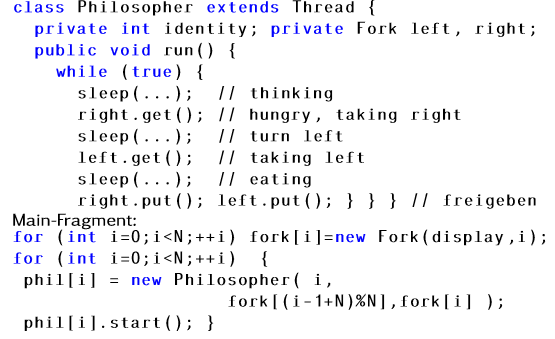 class Philosopher extends Thread {
private int identity; private Fork left, right;
public void run() {
while (true) {
sleep(...); // thinking
right.get(); // hungry, taking right
sleep(...); // turn left
left.get(); // taking left
sleep(...); // eating
right.put(); left.put(); } } } // freigeben
Main-Fragment:
for (int i=0;i<N;++i) fork[i]=new Fork(display,i);
for (int i=0;i<N;++i) {
phil[i] = new Philosopher( i,
fork[(i-1+N)%N],fork[i] );
phil[i].start(); }